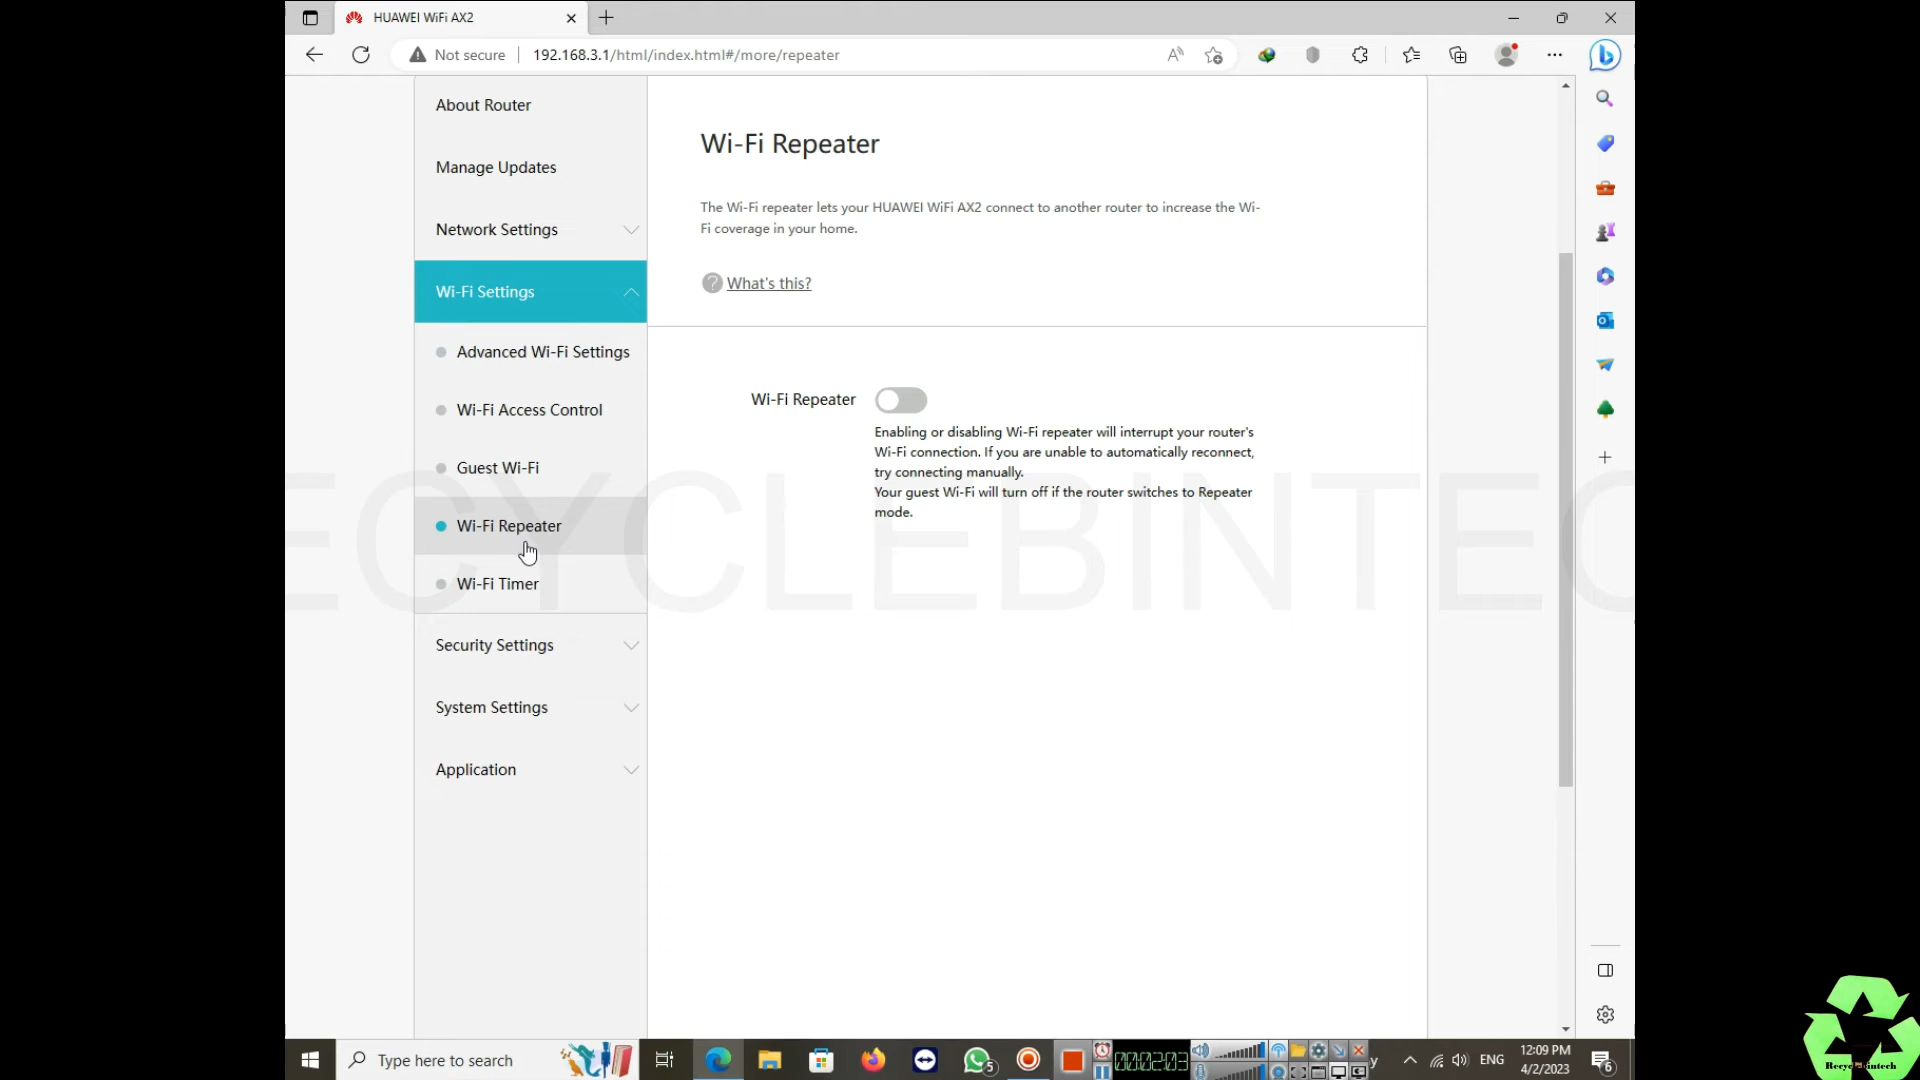 HUAWEI WiFi AX2
Not secure
192.168.3.1/html/index.html#/more/repeater
About Router
Manage Updates
Network Settings
Wi-Fi Settings
Advanced Wi-Fi Settings
Wi-Fi Access Control
Guest Wi-Fi
Wi-Fi Repeater
Wi-Fi Timer
Security Settings
System Settings
Application
Wi-Fi Repeater
The Wi-Fi repeater lets your HUAWEI WiFi AX2 connect to another router to increase the Wi-
Fi coverage in your home.
? What's this?
Wi-Fi Repeater
Enabling or disabling Wi-Fi repeater will interrupt your router's
Wi-Fi connection. If you are unable to automatically reconnect,
try connecting manually.
Your guest Wi-Fi will turn off if the router switches to Repeater
mode.
ECYCLEBINTEC
Type here to search
5
00:02:03
y
ENG
12:09 PM
4/2/2023
6